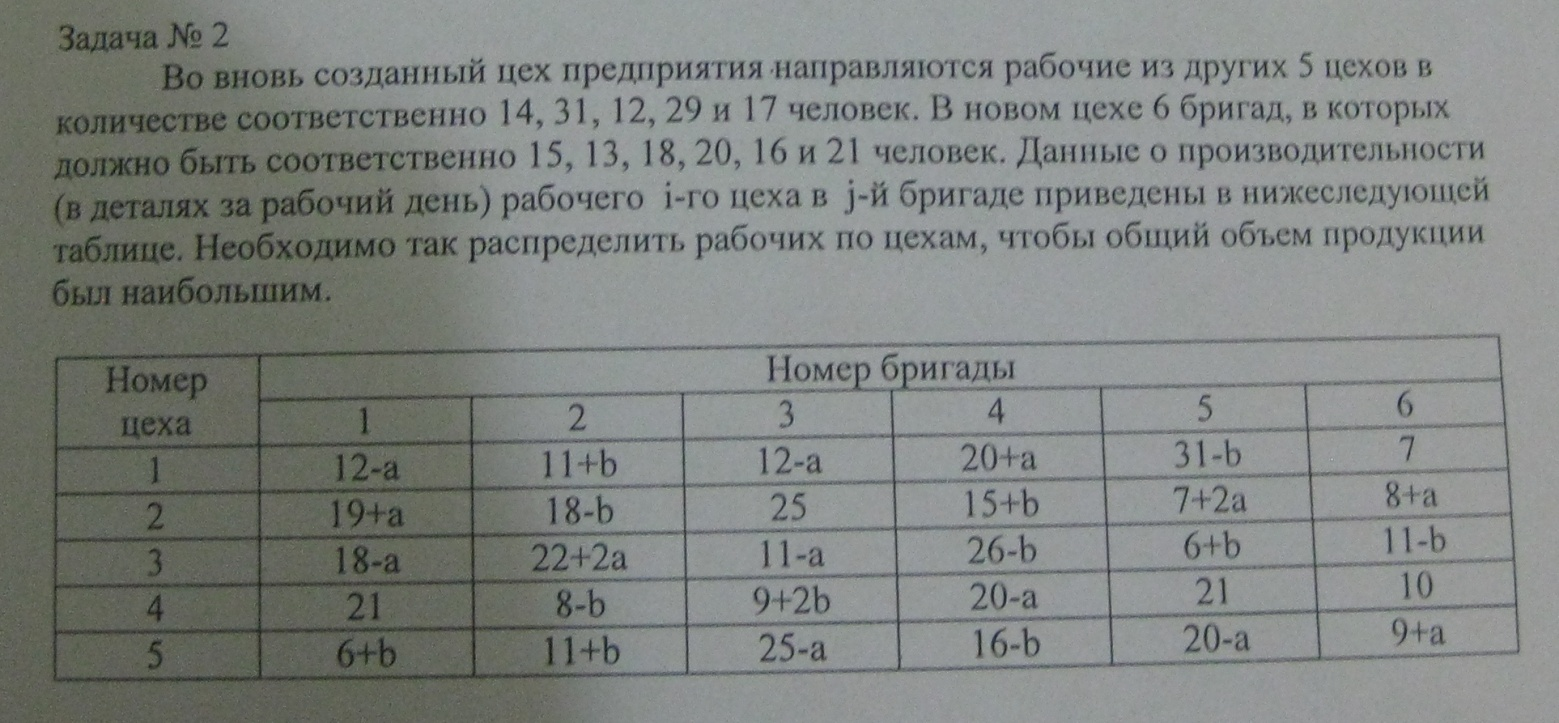 Задача № 2
Во вновь созданный цех предприятия направляются рабочие из других 5 цехов в
количестве соответственно 14, 31, 12, 29 и 17 человек. В новом цехе 6 бригад, в которых
должно быть соответственно 15, 13, 18, 20, 16 и 21 человек. Данные о производительности
(в деталях за рабочий день) рабочего i-го цеха в j-й бригаде приведены в нижеследующей
таблице. Необходимо так распределить рабочих по цехам, чтобы общий объем продукции
был наибольшим.
Номер цеха Номер бригады
1 2 3 4 5 6
1 12-a 11+b 12-a 20+a 31-b 7
2 19+a 18-b 25 15+b 7+2a 8+a
3 18-a 22+2a 11-a 26-b 6+b 11-b
4 21 8-b 9+2b 20-a 21 10
5 6+b 11+b 25-a 16-b 20-a 9+a